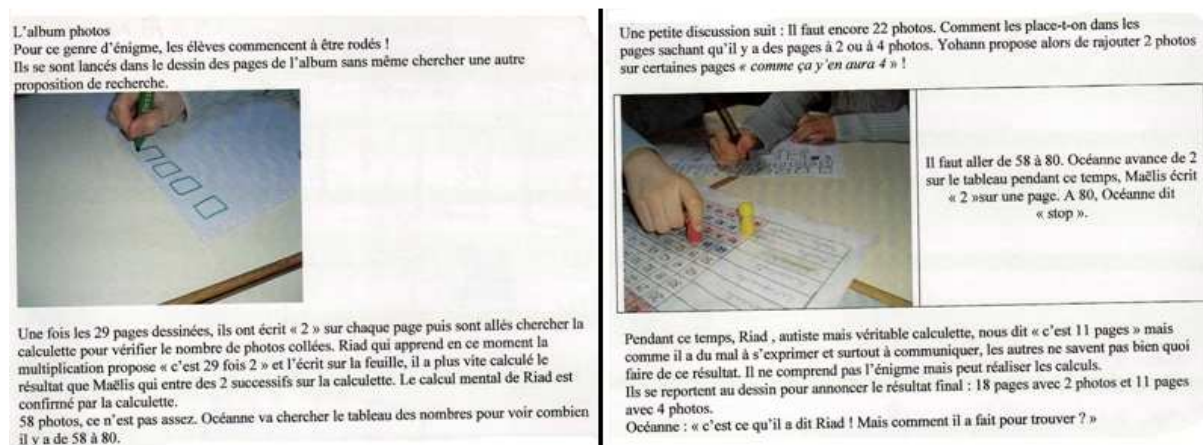 L'album photos
Pour ce genre d'énigme, les élèves commencent à être rodés !
Ils se sont lancés dans le dessin des pages de l'album sans même chercher une autre
proposition de recherche.
Une fois les 29 pages dessinées, ils ont écrit « 2 » sur chaque page puis sont allés chercher la
calculette pour vérifier le nombre de photos collées. Riad qui apprend en ce moment la
multiplication propose « c'est 29 fois 2 » et l'écrit sur la feuille, il a plus vite calculé le
résultat que Maëlis qui entre des 2 successifs sur la calculette. Le calcul mental de Riad est
confirmé par la calculette.
58 photos, ce n'est pas assez. Océanne va chercher le tableau des nombres pour voir combien
il y a de 58 à 80.
Une petite discussion suit : Il faut encore 22 photos. Comment les place-t-on dans les
pages sachant qu'il y a des pages à 2 ou à 4 photos. Yohann propose alors de rajouter 2 photos
sur certaines pages « comme ça y'en aura 4 » !
Il faut aller de 58 à 80. Océanne avance de 2
sur le tableau pendant ce temps, Maëlis écrit
« 2 »sur une page. A 80, Océanne dit
« stop ».
Pendant ce temps, Riad , autiste mais véritable calculette, nous dit « c'est 11 pages » mais
comme il a du mal à s'exprimer et surtout à communiquer, les autres ne savent pas bien quoi
faire de ce résultat. Il ne comprend pas l'énigme mais peut réaliser les calculs.
Ils se reportent au dessin pour annoncer le résultat final : 18 pages avec 2 photos et 11 pages
avec 4 photos.
Océanne : « c'est ce qu'il a dit Riad ! Mais comment il a fait pour trouver ? »